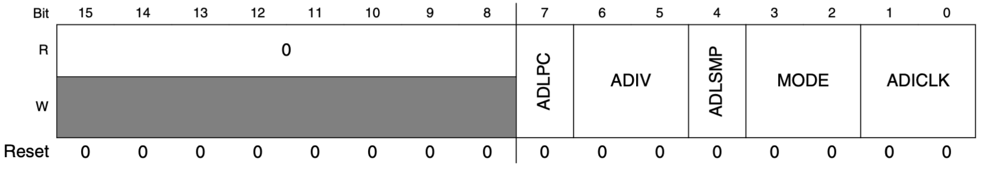 Bit 15 14 13 12 11 10 9 8 7 6 5 4 3 2 1 0
R 0
ADLPC ADIV ADLSMP MODE ADICLK
W
Reset 0 0 0 0 0 0 0 0 0 0 0 0 0 0 0 0